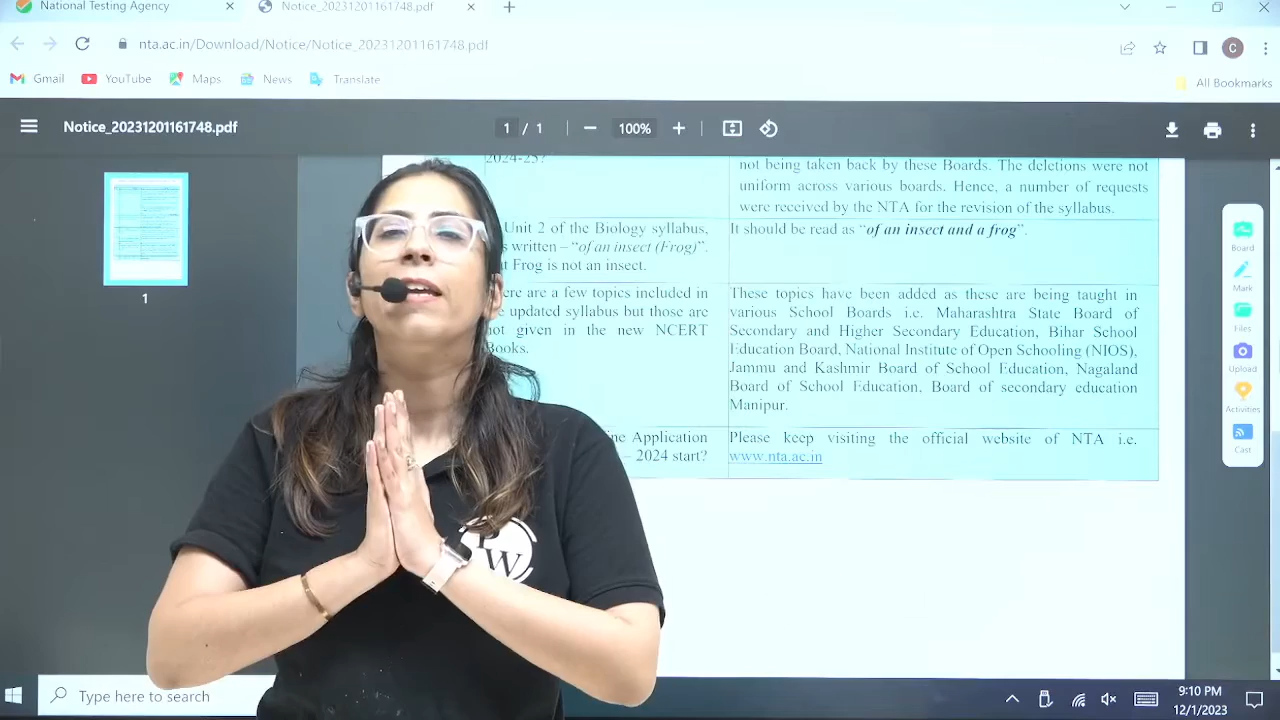 National Testing Agency
Notice_20231201161748.pdf
nta.ac.in/Download/Notice/Notice_20231201161748.pdf
C
Gmail
YouTube
Maps
News
Translate
All Bookmarks
Notice_20231201161748.pdf
1 / 1
100%
1
2024-25?
not being taken back by these Boards. The deletions were not
uniform across various boards. Hence, a number of requests
were received by the NTA for the revision of the syllabus.
Unit 2 of the Biology syllabus,
written – “of an insect (Frog)”.
Frog is not an insect.
It should be read as “of an insect and a frog”.
are a few topics included in
updated syllabus but those are
not given in the new NCERT
Books.
These topics have been added as these are being taught in
various School Boards i.e. Maharashtra State Board of
Secondary and Higher Secondary Education, Bihar School
Education Board, National Institute of Open Schooling (NIOS),
Jammu and Kashmir Board of School Education, Nagaland
Board of School Education, Board of secondary education
Manipur.
Application
– 2024 start?
Please keep visiting the official website of NTA i.e.
www.nta.ac.in
Board
Mark
Files
Upload
Activities
Cast
P
W
Type here to search
9:10 PM
12/1/2023